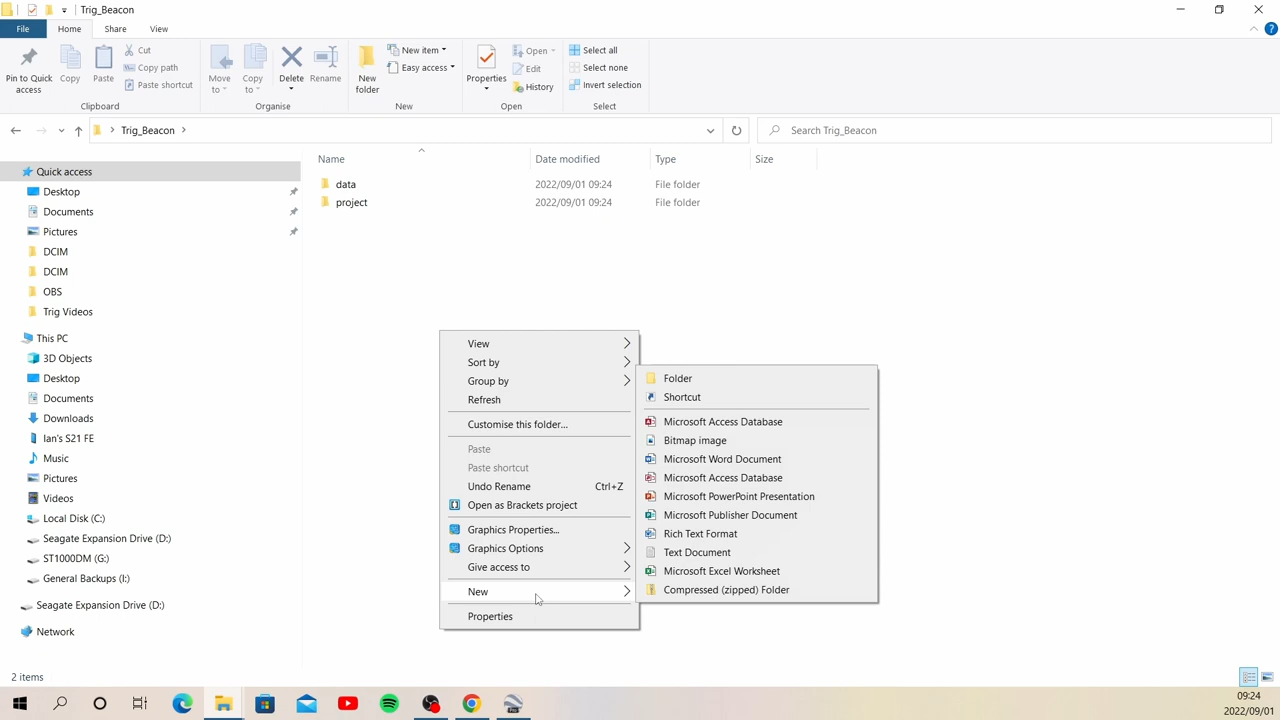 Trig_Beacon
File
Home
Share
View
Pin to Quick access
Copy
Paste
Cut
Copy path
Paste shortcut
Clipboard
Move to
Copy to
Delete
Rename
Organise
New folder
New item
Easy access
New
Properties
Open
Edit
History
Open
Select all
Select none
Invert selection
Select
Trig_Beacon
Search Trig_Beacon
Name
Date modified
Type
Size
data 2022/09/01 09:24 File folder
project 2022/09/01 09:24 File folder
Quick access
Desktop
Documents
Pictures
DCIM
DCIM
OBS
Trig Videos
This PC
3D Objects
Desktop
Documents
Downloads
Ian's S21 FE
Music
Pictures
Videos
Local Disk (C:)
Seagate Expansion Drive (D:)
ST1000DM (G:)
General Backups (I:)
Seagate Expansion Drive (D:)
Network
View
Sort by
Group by
Refresh
Customise this folder...
Paste
Paste shortcut
Undo Rename Ctrl+Z
Open as Brackets project
Graphics Properties...
Graphics Options
Give access to
New
Properties
Folder
Shortcut
Microsoft Access Database
Bitmap image
Microsoft Word Document
Microsoft Access Database
Microsoft PowerPoint Presentation
Microsoft Publisher Document
Rich Text Format
Text Document
Microsoft Excel Worksheet
Compressed (zipped) Folder
2 items
09:24
2022/09/01